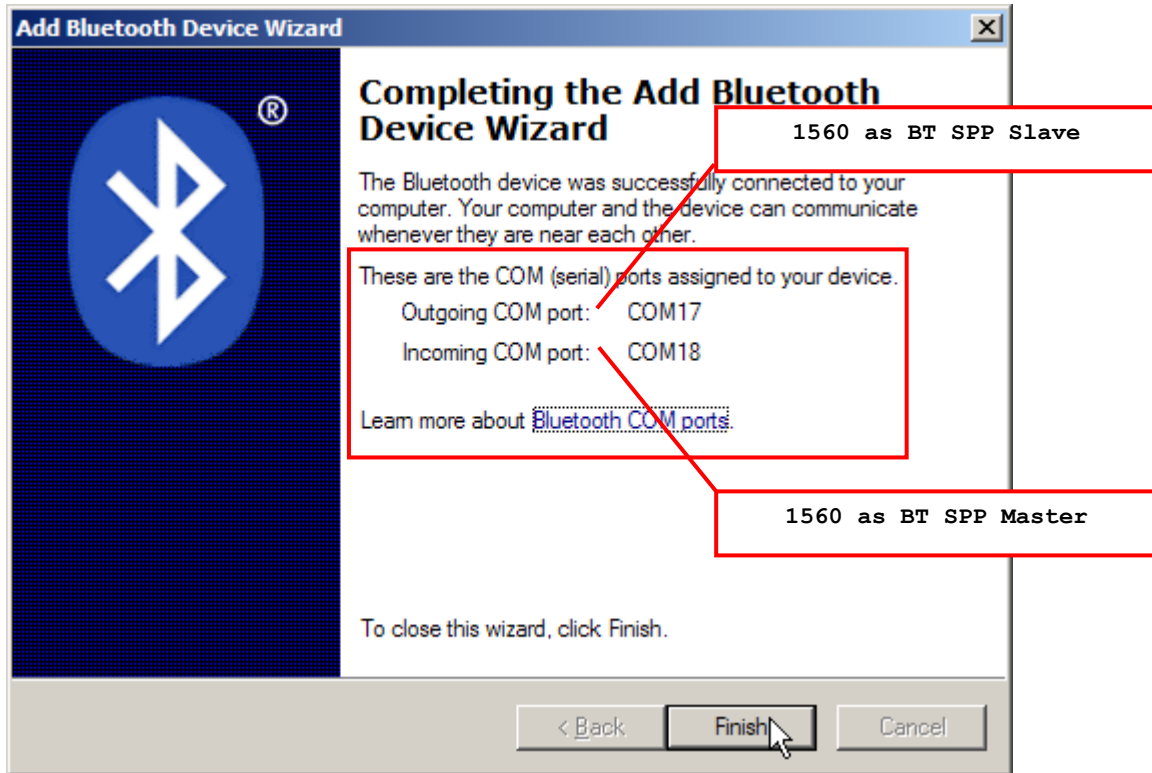 Add Bluetooth Device Wizard
®
Completing the Add Bluetooth
Device Wizard
1560 as BT SPP Slave
The Bluetooth device was successfully connected to your
computer. Your computer and the device can communicate
whenever they are near each other.
These are the COM (serial) ports assigned to your device.
Outgoing COM port: COM17
Incoming COM port: COM18
Learn more about Bluetooth COM ports.
1560 as BT SPP Master
To close this wizard, click Finish.
< Back Finish Cancel